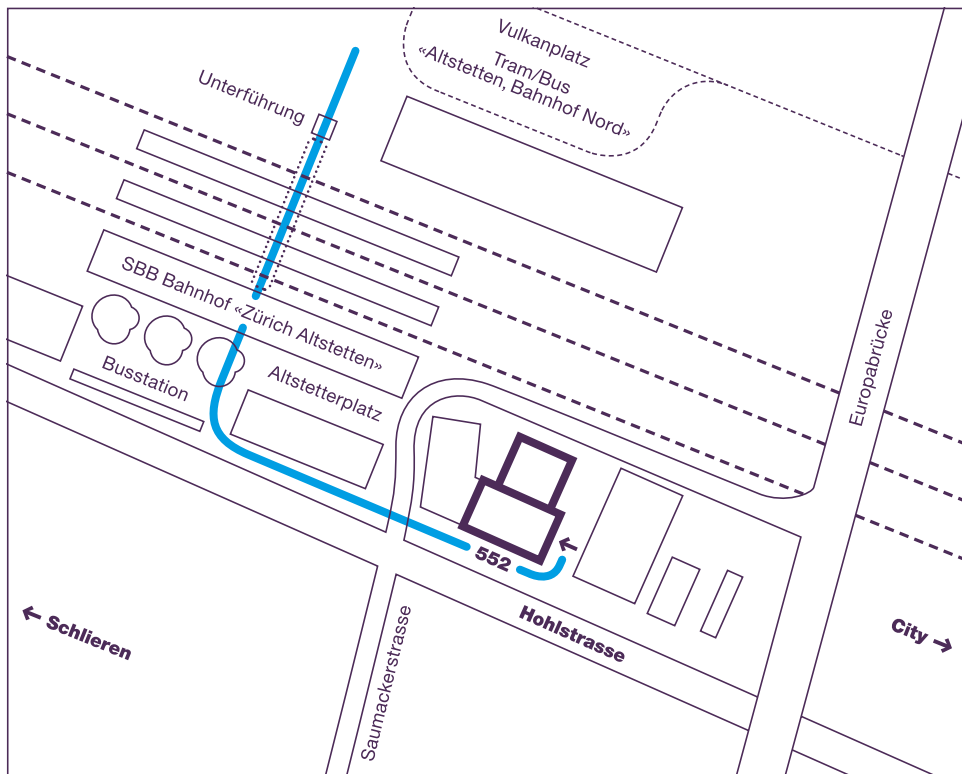 Vulkanplatz
Tram/Bus
«Altstetten, Bahnhof Nord»
Unterführung
SBB Bahnhof «Zürich Altstetten»
Busstation
Altstetterplatz
Europabrücke
552
Hohlstrasse
← Schlieren
City →
Saumackerstrasse